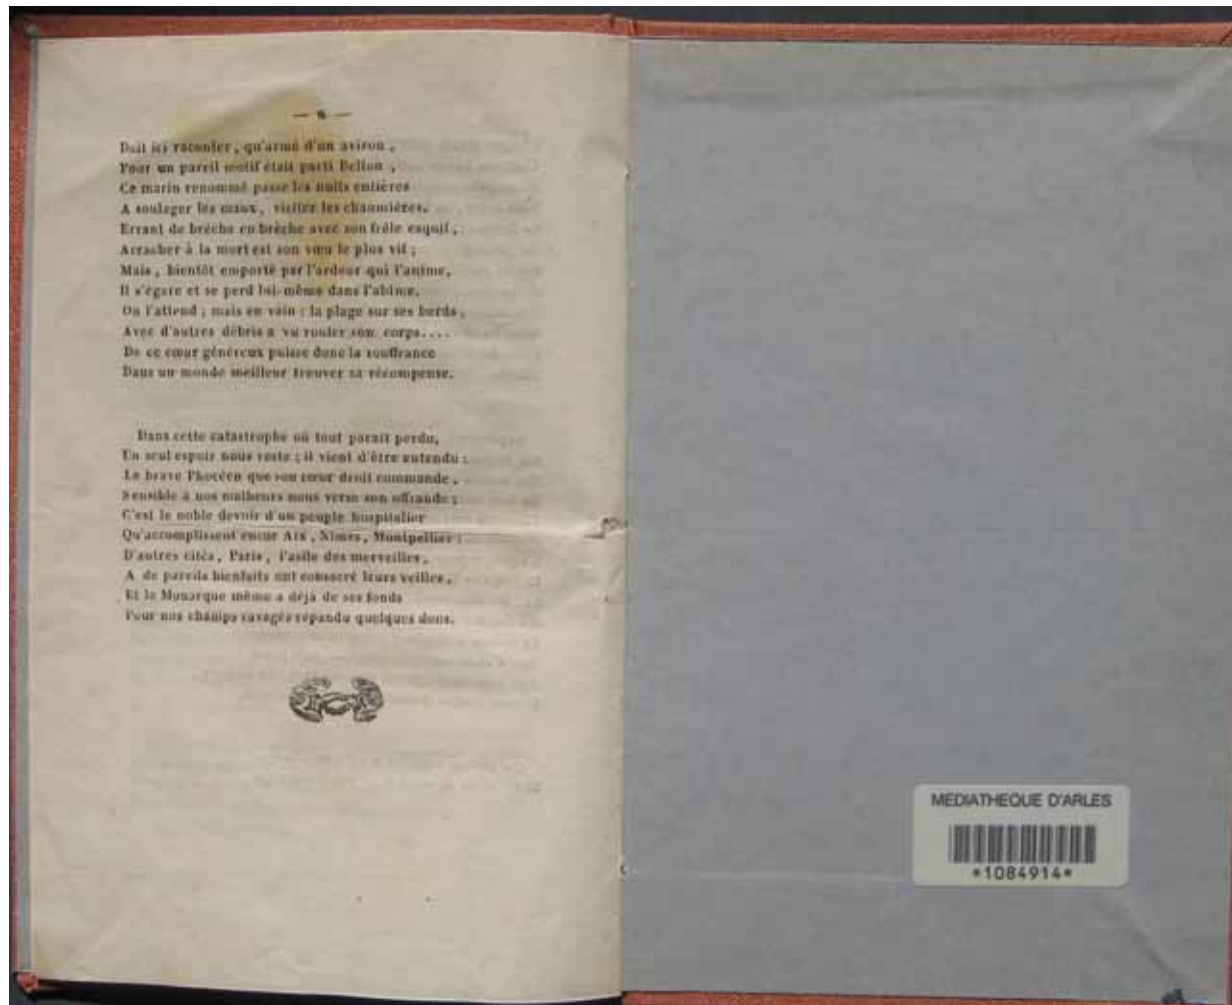 — 8 —
Doit ici raconter, qu'armé d'un aviron,
Pour un pareil motif était parti Bellon,
Ce marin renommé passe les nuits entières
A soulager les maux, visiter les chaumières.
Errant de brèche en brèche avec son frêle esquif,
Arracher à la mort est son vœu le plus vif;
Mais, bientôt emporté par l'ardeur qui l'anime,
Il s'égare et se perd lui-même dans l'abîme.
On l'attend; mais en vain: la plage sur ses bords,
Avec d'autres débris a vu rouler son corps....
De ce cœur généreux puisse donc la souffrance
Dans un monde meilleur trouver sa récompense.
Dans cette catastrophe où tout paraît perdu,
Un seul espoir nous reste; il vient d'être entendu:
Le brave Phocéen que son cœur droit commande,
Sensible à nos malheurs nous verse son offrande;
C'est le noble devoir d'un peuple hospitalier
Qu'accomplissent encor Aix, Nîmes, Montpellier:
D'autres cités, Paris, l'asile des merveilles,
A de pareils bienfaits ont consacré leurs veilles,
Et le Monarque même a déjà de ses fonds
Pour nos champs ravagés répandu quelques dons.
MEDIATHEQUE D'ARLES
*1084914*